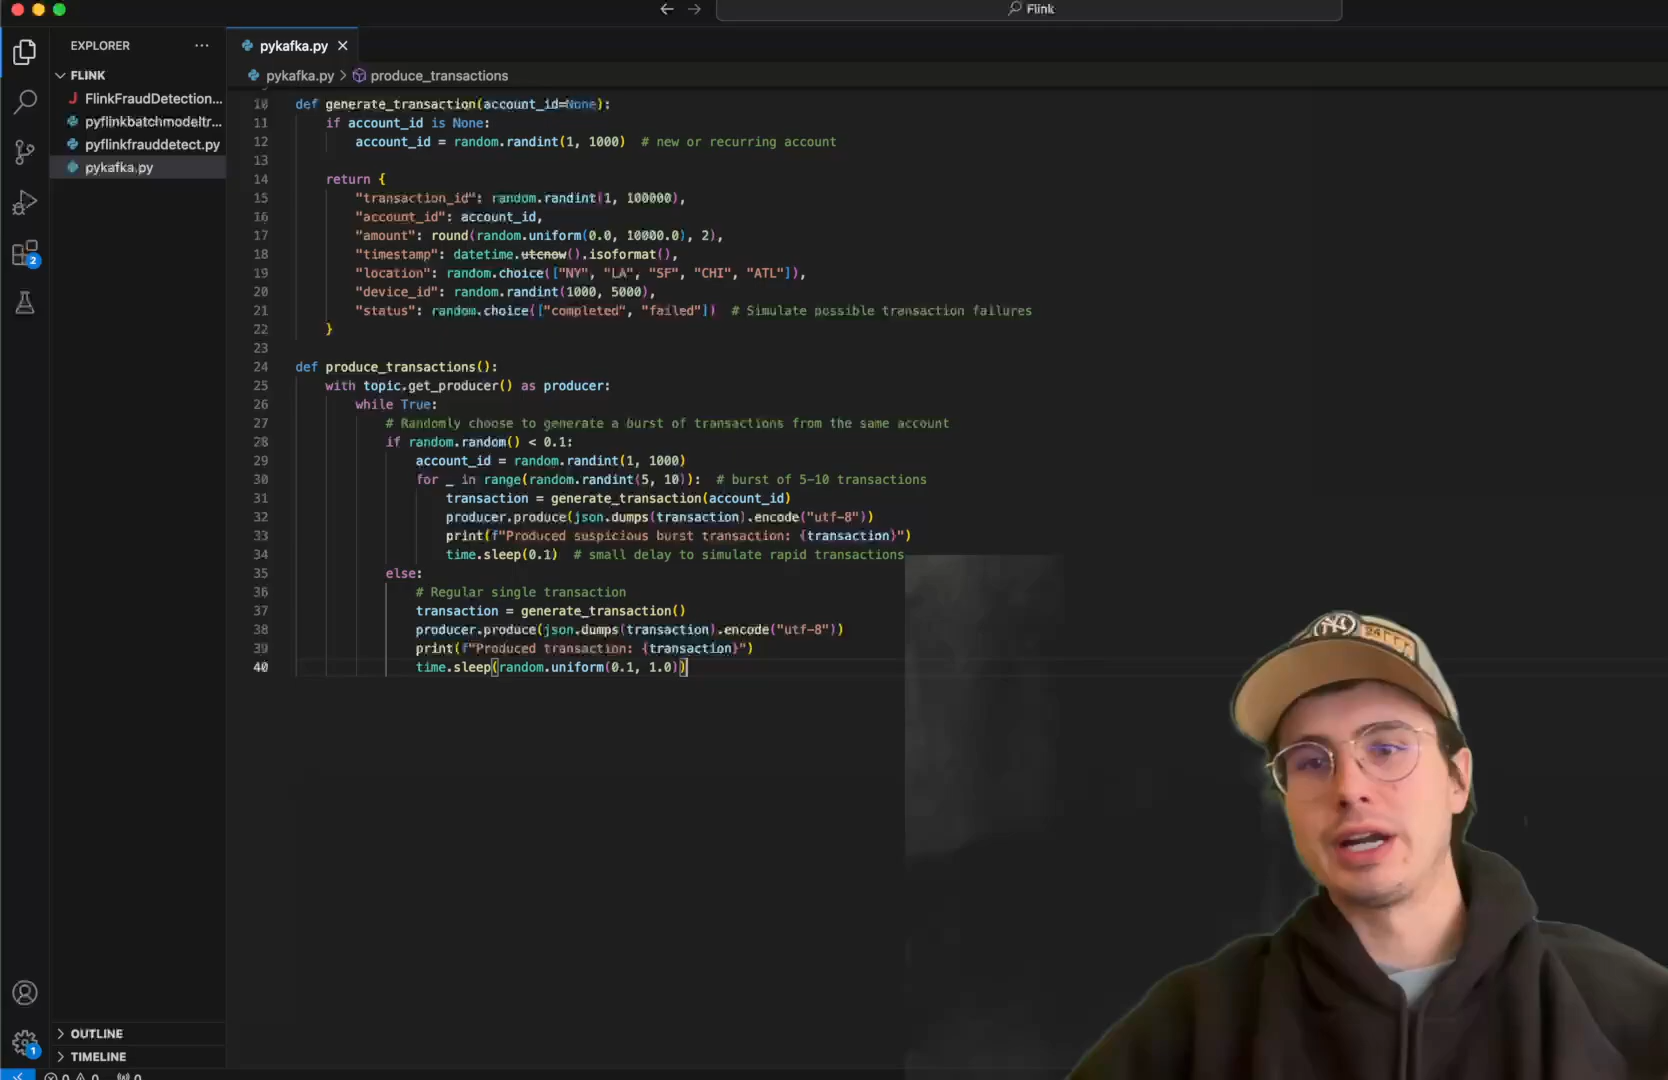 Flink
EXPLORER
pykafka.py
FLINK
pykafka.py > produce_transactions
FlinkFraudDetection...
pyflinkbatchmodeltr...
pyflinkfrauddetect.py
pykafka.py
10 def generate_transaction(account_id=None):
11 if account_id is None:
12 account_id = random.randint(1, 1000) # new or recurring account
13
14 return {
15 "transaction_id": random.randint(1, 100000),
16 "account_id": account_id,
17 "amount": round(random.uniform(0.0, 10000.0), 2),
18 "timestamp": datetime.utcnow().isoformat(),
19 "location": random.choice(["NY", "LA", "SF", "CHI", "ATL"]),
20 "device_id": random.randint(1000, 5000),
21 "status": random.choice(["completed", "failed"]) # Simulate possible transaction failures
22 }
23
24 def produce_transactions():
25 with topic.get_producer() as producer:
26 while True:
27 # Randomly choose to generate a burst of transactions from the same account
28 if random.random() < 0.1:
29 account_id = random.randint(1, 1000)
30 for _ in range(random.randint(5, 10)): # burst of 5-10 transactions
31 transaction = generate_transaction(account_id)
32 producer.produce(json.dumps(transaction).encode("utf-8"))
33 print(f"Produced suspicious burst transaction: {transaction}")
34 time.sleep(0.1) # small delay to simulate rapid transactions
35 else:
36 # Regular single transaction
37 transaction = generate_transaction()
38 producer.produce(json.dumps(transaction).encode("utf-8"))
39 print(f"Produced transaction: {transaction}")
40 time.sleep(random.uniform(0.1, 1.0))
2
OUTLINE
1
TIMELINE
NY